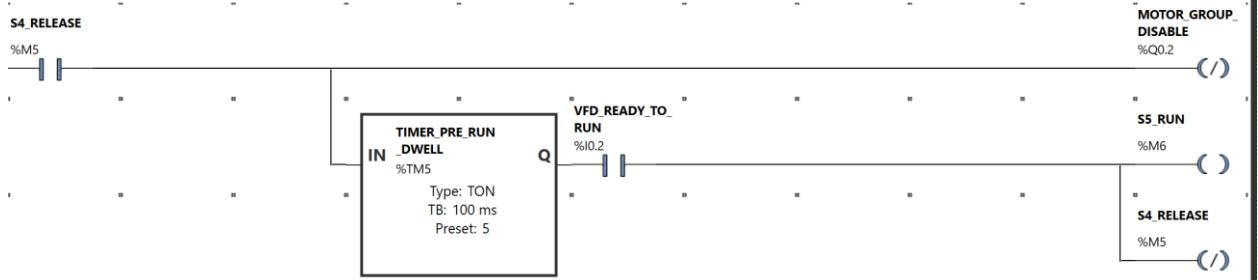 S4_RELEASE
%M5
MOTOR_GROUP_
DISABLE
%Q0.2
TIMER_PRE_RUN
_DWELL
IN
Q
%TM5
Type: TON
TB: 100 ms
Preset: 5
VFD_READY_TO_
RUN
%I0.2
S5_RUN
%M6
S4_RELEASE
%M5